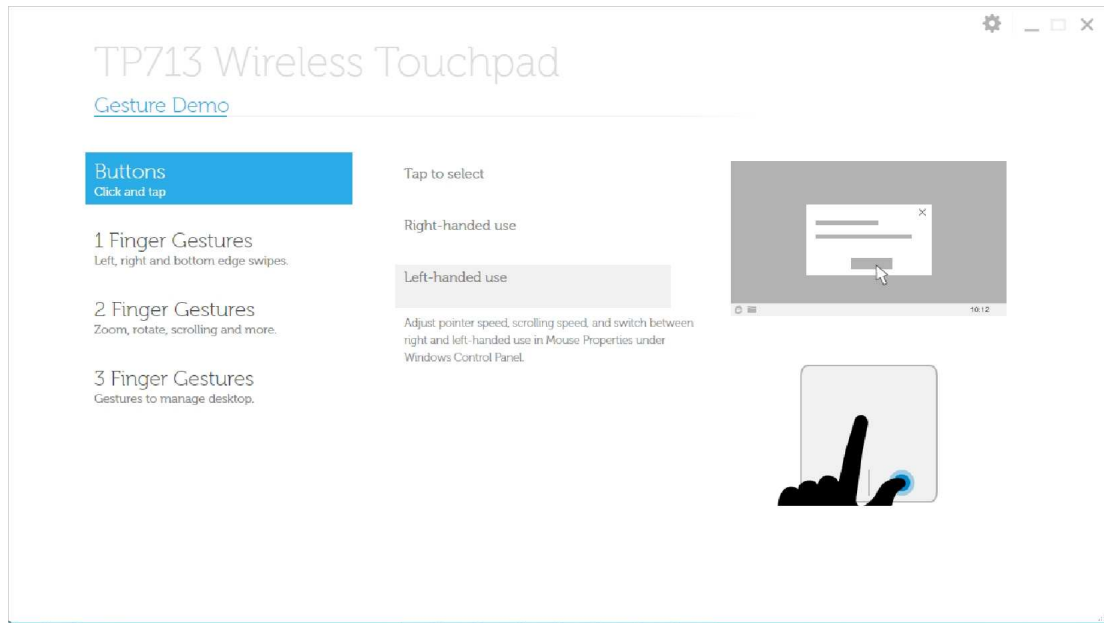 TP713 Wireless Touchpad
Gesture Demo
Buttons
Click and tap
1 Finger Gestures
Left, right and bottom edge swipes.
2 Finger Gestures
Zoom, rotate, scrolling and more.
3 Finger Gestures
Gestures to manage desktop.
Tap to select
Right-handed use
Left-handed use
Adjust pointer speed, scrolling speed, and switch between
right and left-handed use in Mouse Properties under
Windows Control Panel.
10:12